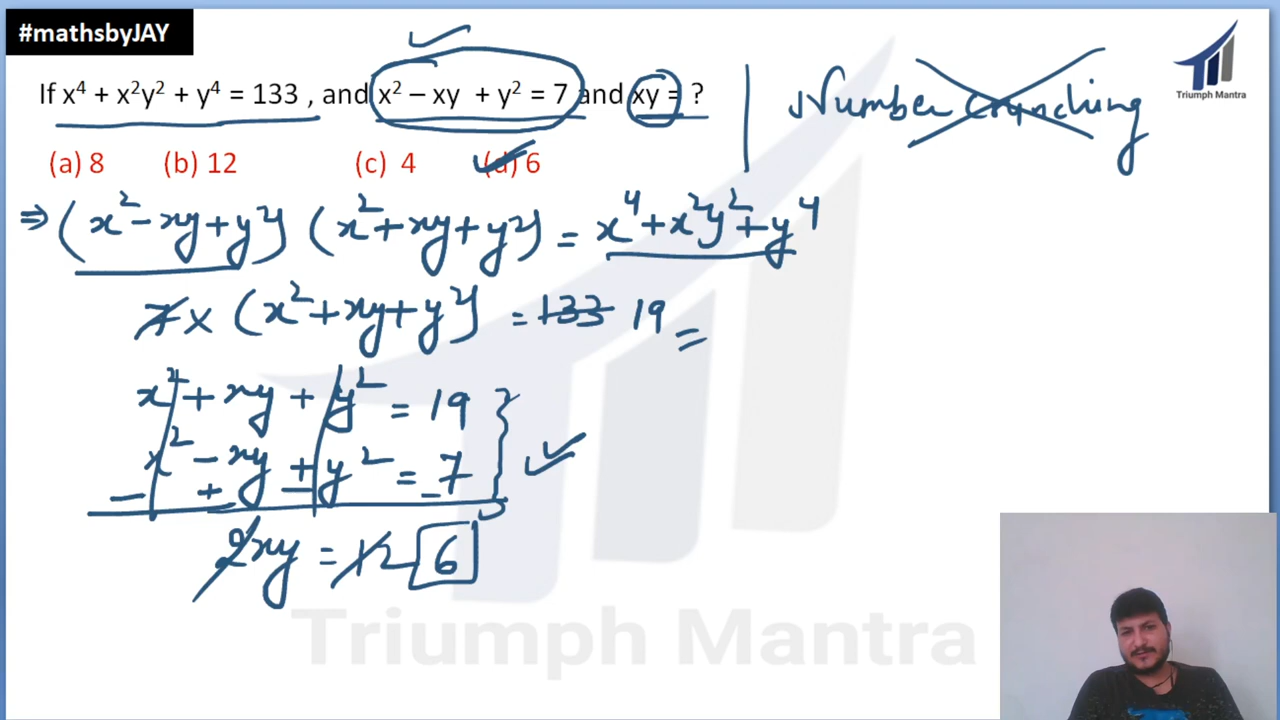 #mathsbyJAY
If x⁴ + x²y² + y⁴ = 133 , and x² – xy + y² = 7 and xy = ?
Number Crunching
Triumph Mantra
(a) 8 (b) 12 (c) 4 (d) 6
⇒ (x² - xy + y²) (x² + xy + y²) = x⁴ + x²y² + y⁴
7 × (x² + xy + y²) = 133 19
x² + xy + y² = 19
x² - xy + y² = 7
- + - -
2xy = 12 6
Triumph Mantra